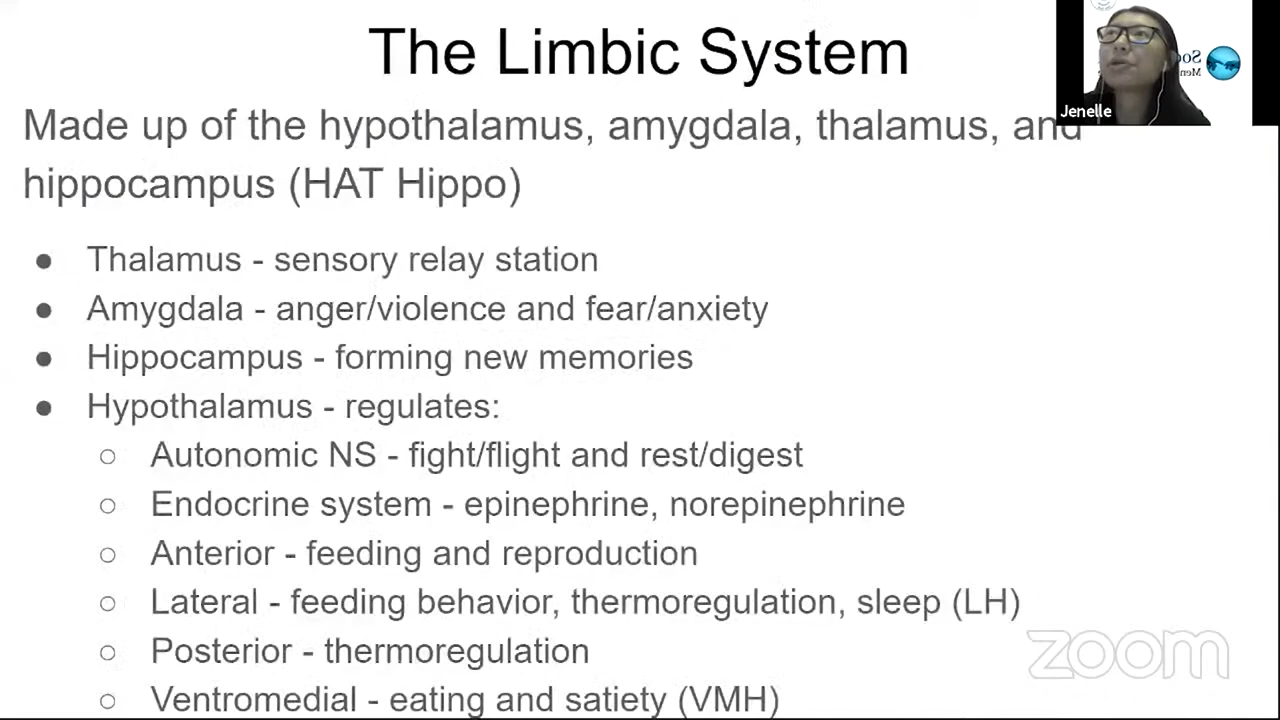 The Limbic System
Made up of the hypothalamus, amygdala, thalamus, and
hippocampus (HAT Hippo)
● Thalamus - sensory relay station
● Amygdala - anger/violence and fear/anxiety
● Hippocampus - forming new memories
● Hypothalamus - regulates:
○ Autonomic NS - fight/flight and rest/digest
○ Endocrine system - epinephrine, norepinephrine
○ Anterior - feeding and reproduction
○ Lateral - feeding behavior, thermoregulation, sleep (LH)
○ Posterior - thermoregulation
○ Ventromedial - eating and satiety (VMH)
Jenelle
zoom